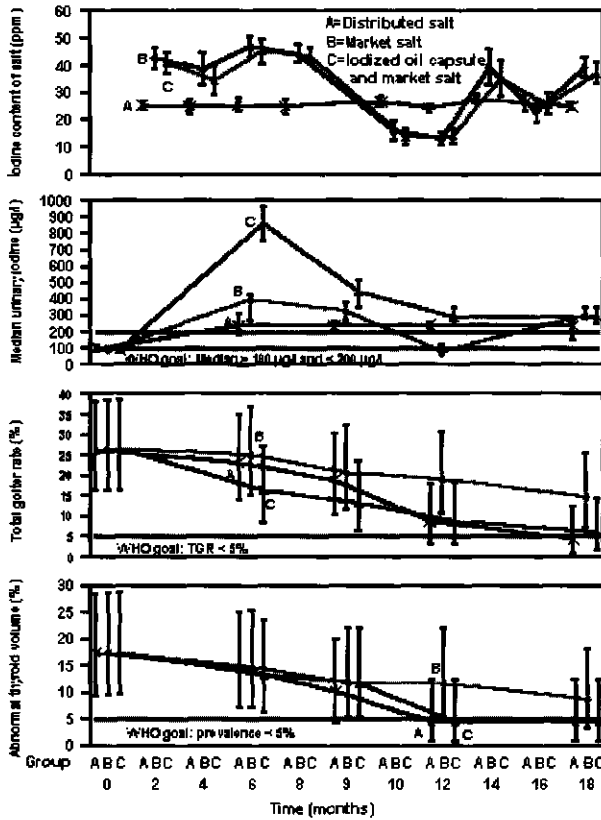 Iodine content of salt (ppm)
60
50
40
30
20
10
0
A=Distributed salt
B=Market salt
C=Iodized oil capsule
and market salt
B
C
A
Median urinary iodine (µg/l)
1000
900
800
700
600
500
400
300
200
100
0
C
B
A
WHO goal: Median > 100 µg/l and < 200 µg/l
Total goiter rate (%)
40
35
30
25
20
15
10
5
0
B
A
C
WHO goal: TGR < 5%
Abnormal thyroid volume (%)
30
25
20
15
10
5
0
B
A
C
WHO goal: prevalence < 5%
Group
A B C A B C A B C A B C A B C A B C A B C A B C A B C A B C
0 2 4 6 8 9 10 12 14 16 18
Time (months)